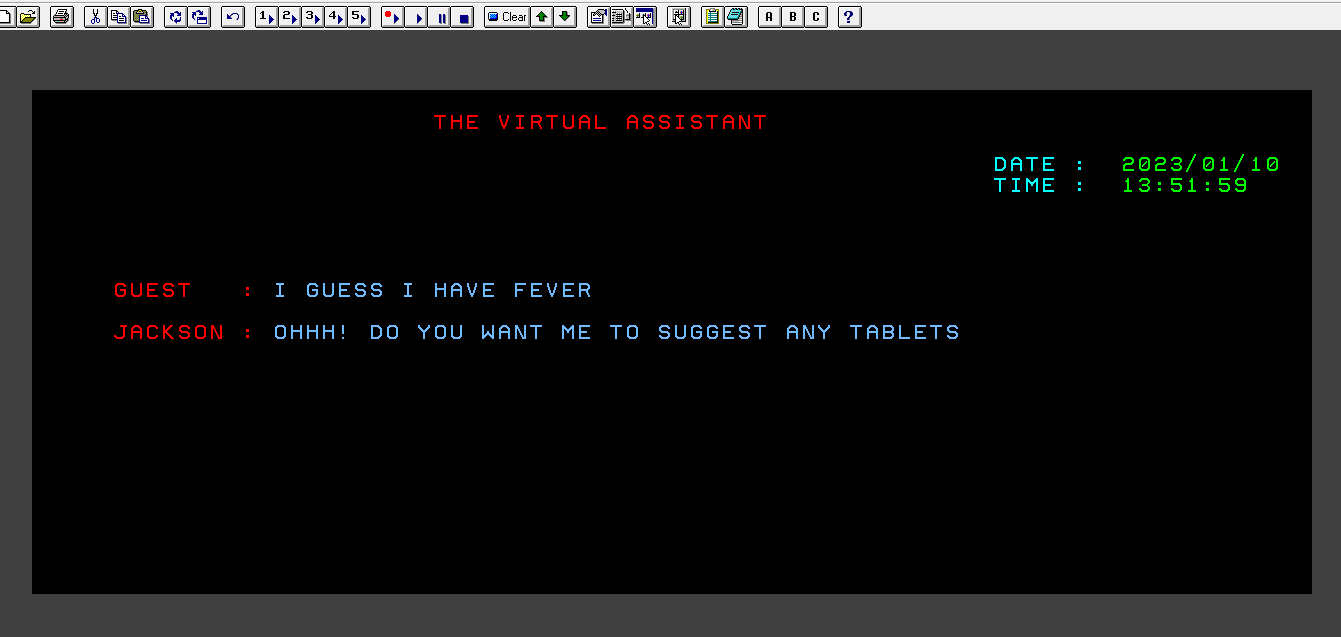 1 2 3 4 5 Clear A B C ?
THE VIRTUAL ASSISTANT
DATE : 2023/01/10
TIME : 13:51:59
GUEST : I GUESS I HAVE FEVER
JACKSON : OHHH! DO YOU WANT ME TO SUGGEST ANY TABLETS